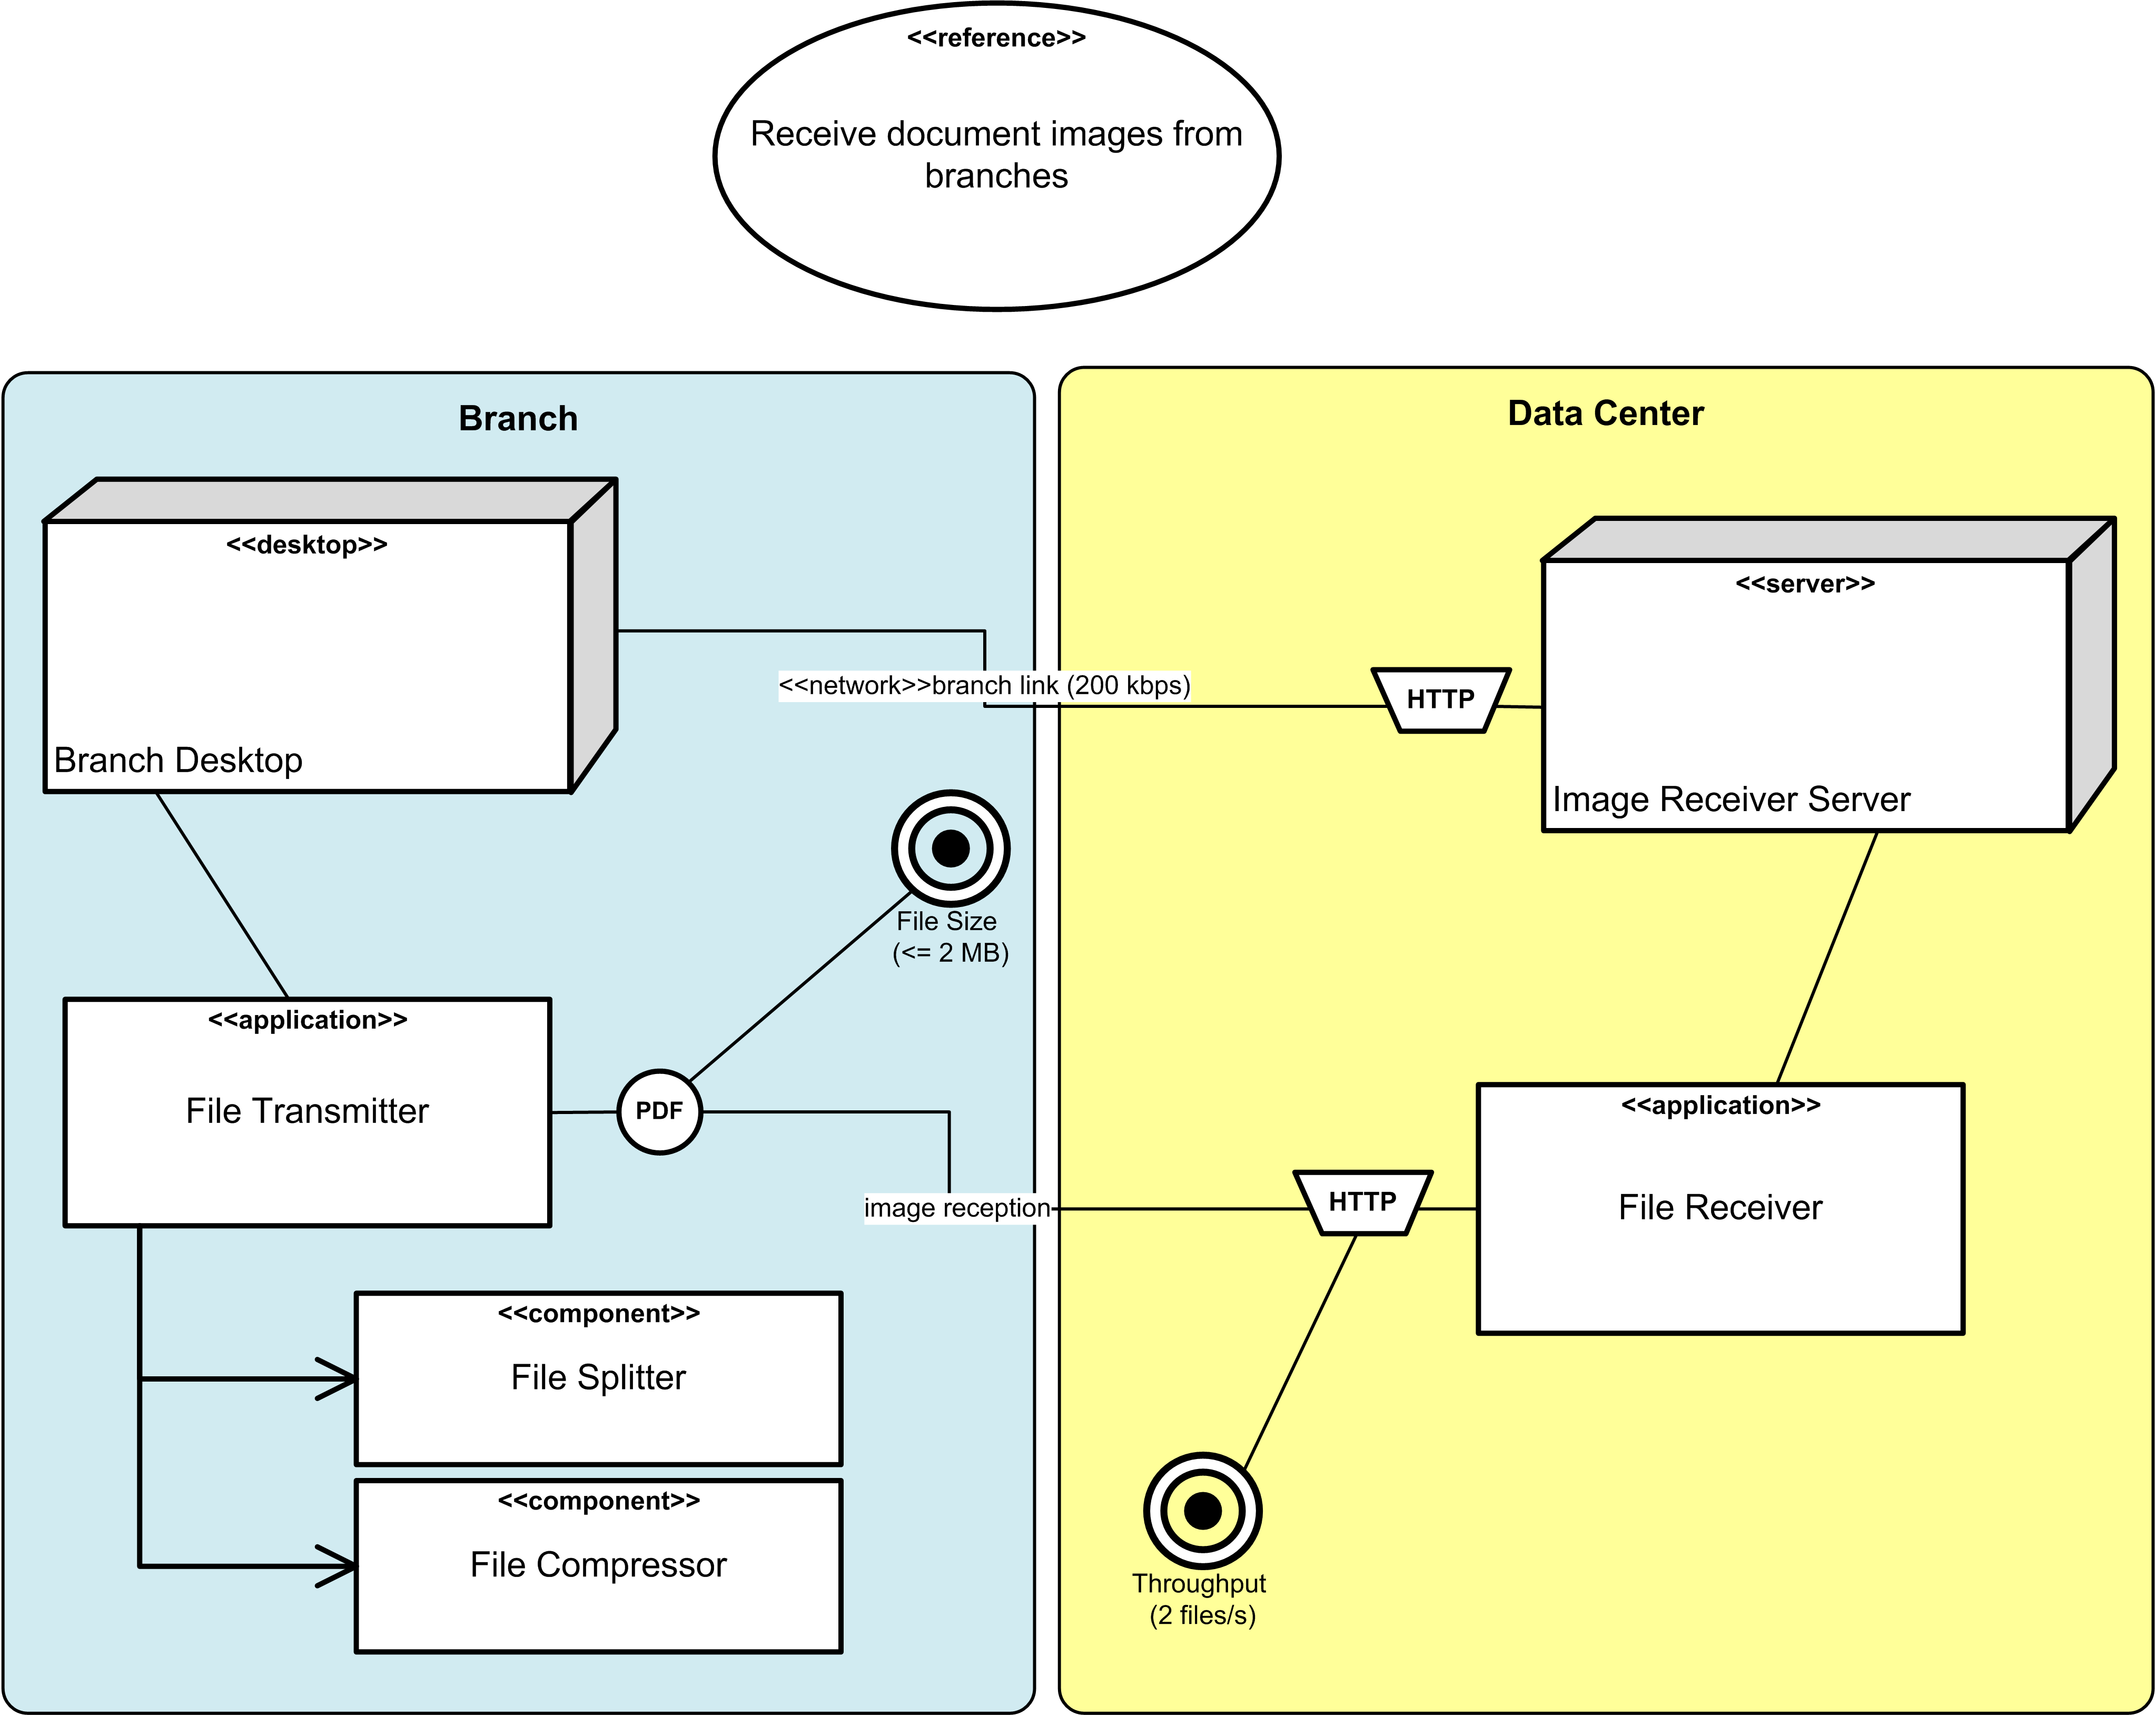 <<reference>>
Receive document images from
branches
Branch
<<desktop>>
Branch Desktop
<<network>>branch link (200 kbps)
File Size
(<= 2 MB)
<<application>>
File Transmitter
PDF
image reception
<<component>>
File Splitter
<<component>>
File Compressor
Data Center
<<server>>
Image Receiver Server
HTTP
<<application>>
File Receiver
HTTP
Throughput
(2 files/s)